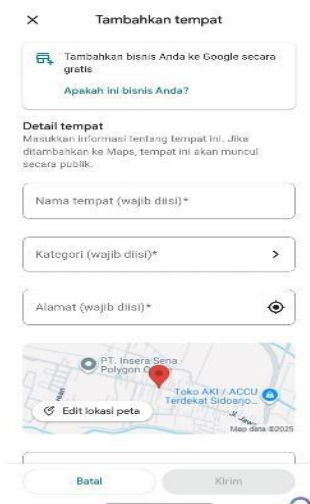 Tambahkan tempat
Tambahkan bisnis Anda ke Google secara
gratis
Apakah ini bisnis Anda?
Detail tempat
Masukkan informasi tentang tempat ini. Jika
ditambahkan ke Maps, tempat ini akan muncul
secara publik.
Nama tempat (wajib diisi)*
Kategori (wajib diisi)*
Alamat (wajib diisi)*
PT. Insera Sena
Polygon
Toko AKI / ACCU
Terdekat Sidoarjo...
Edit lokasi peta
Map data ©2025
Batal
Kirim